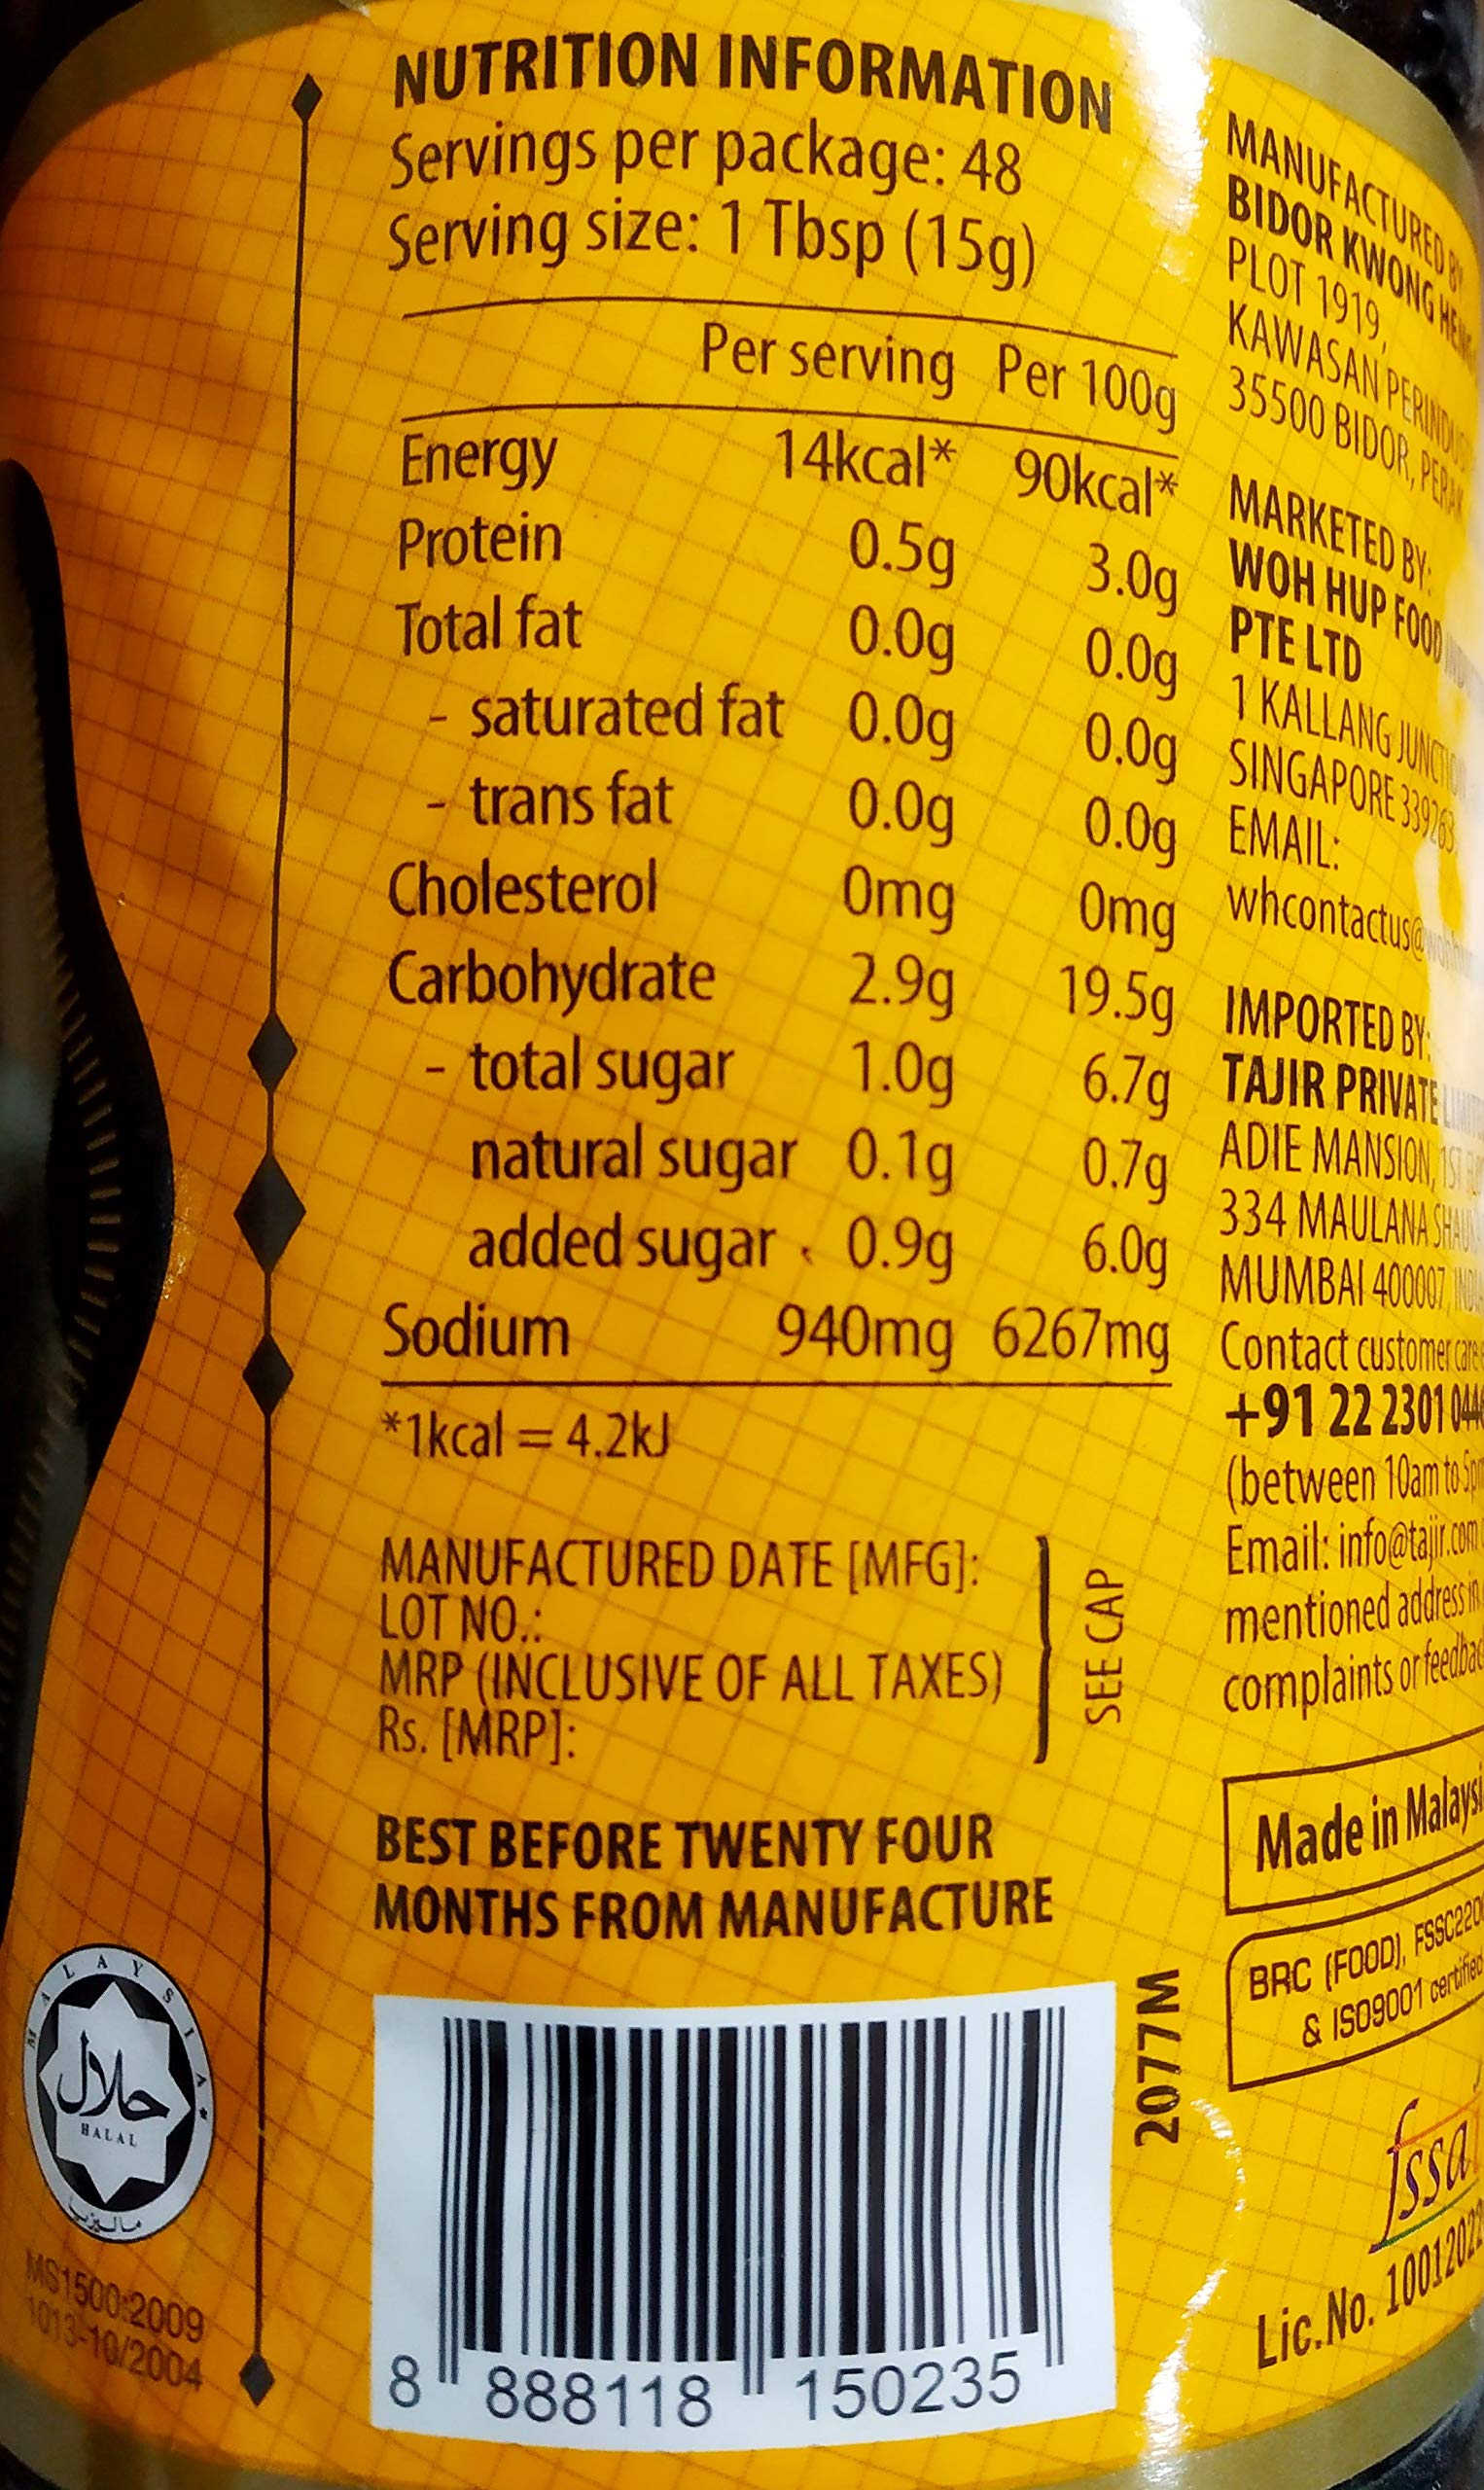 NUTRITION INFORMATION
Servings per package: 48
Serving size: 1 Tbsp (15g)
Per serving Per 100g
Energy 14kcal* 90kcal*
Protein 0.5g 3.0g
Total fat 0.0g 0.0g
- saturated fat 0.0g 0.0g
- trans fat 0.0g 0.0g
Cholesterol 0mg 0mg
Carbohydrate 2.9g 19.5g
- total sugar 1.0g 6.7g
natural sugar 0.1g 0.7g
added sugar 0.9g 6.0g
Sodium 940mg 6267mg
*1kcal = 4.2kJ
MANUFACTURED DATE [MFG]:
LOT NO.:
MRP (INCLUSIVE OF ALL TAXES)
Rs. [MRP]:
SEE CAP
BEST BEFORE TWENTY FOUR
MONTHS FROM MANUFACTURE
8 888118 150235
2077M
MALAYSIA
حلال
HALAL
ماليزيا
MS1500:2009
1013-10/2004
MANUFACTURED BY
BIDOR KWONG
PLOT 1919,
KAWASAN
35500 BIDOR, PERAK
MARKETED BY:
WOH HUP FOOD
PTE LTD
1 KALLANG
SINGAPORE 339263
EMAIL:
whcontactus@
IMPORTED BY:
TAJIR PRIVATE
ADIE MANSION, 1ST
334 MAULANA
MUMBAI 400007,
Contact customer care
+91 22 2301
(between 10am to 5pm
Email: info@tajir.com
mentioned address in
complaints or
Made in
BRC (FOOD),
& ISO9001 certified
fssa
Lic. No.